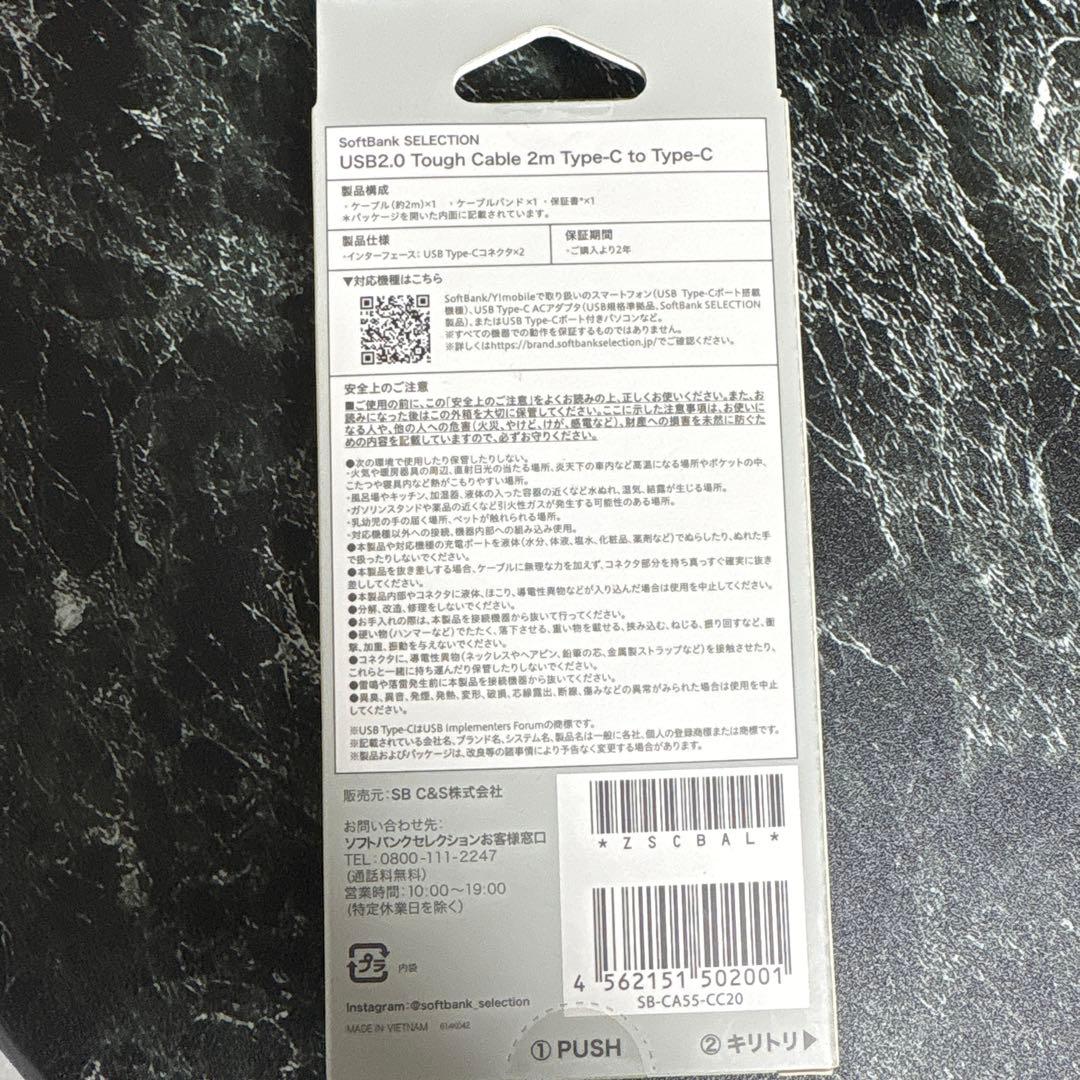 SoftBank SELECTION
USB2.0 Tough Cable 2m Type-C to Type-C
製品構成
・ケーブル(約2m)×1 ・ケーブルバンド×1 ・保証書*×1
*パッケージを開いた内面に記載されています。
製品仕様
・インターフェース: USB Type-Cコネクタ×2
保証期間
・ご購入より2年
▼対応機種はこちら
SoftBank/Y!mobileで取り扱いのスマートフォン(USB Type-Cポート搭載
機種)、USB Type-C ACアダプタ(USB規格準拠品、SoftBank SELECTION
製品)、またはUSB Type-Cポート付きパソコンなど。
※すべての機器での動作を保証するものではありません。
※詳しくはhttps://brand.softbankselection.jp/でご確認ください。
安全上のご注意
■ご使用の前に、この「安全上のご注意」をよくお読みの上、正しくお使いください。また、お
読みになった後はこの外箱を大切に保管してください。ここに示した注意事項は、お使いに
なる人や、他の人への危害(火災、やけど、けが、感電など)、財産への損害を未然に防ぐた
めの内容を記載していますので、必ずお守りください。
●次の環境で使用したり保管したりしない。
・火気や暖房器具の周辺、直射日光の当たる場所、炎天下の車内など高温になる場所やポケットの中、
こたつや寝具内など熱がこもりやすい場所。
・風呂場やキッチン、加湿器、液体の入った容器の近くなど水ぬれ、湿気、結露が生じる場所。
・ガソリンスタンドや薬品の近くなど引火性ガスが発生する可能性のある場所。
・乳幼児の手の届く場所、ペットが触れられる場所。
・対応機種以外への接続、機器内部への組み込み使用。
●本製品や対応機種の充電ポートを液体(水分、体液、塩水、化粧品、薬剤など)でぬらしたり、ぬれた手
で扱ったりしないでください。
●本製品を抜き差しする場合、ケーブルに無理な力を加えず、コネクタ部分を持ち真っすぐ確実に抜き
差ししてください。
●本製品内部やコネクタに液体、ほこり、導電性異物などが入り込んだ場合は使用を中止してください。
●分解、改造、修理をしないでください。
●お手入れの際は、本製品を接続機器から抜いて行ってください。
●硬い物(ハンマーなど)でたたく、落下させる、重い物を載せる、挟み込む、ねじる、振り回すなど、衝
撃、加重、振動を与えないでください。
●コネクタに、導電性異物(ネックレスやヘアピン、鉛筆の芯、金属製ストラップなど)を接触させたり、
これらと一緒に持ち運んだり保管したりしないでください。
●雷鳴や落雷発生前に本製品を接続機器から抜いてください。
●異臭、異音、発煙、発熱、変形、破損、芯線露出、断線、傷みなどの異常がみられた場合は使用を中止
してください。
※USB Type-CはUSB Implementers Forumの商標です。
※記載されている会社名、ブランド名、システム名、製品名は一般に各社、個人の登録商標または商標です。
※製品およびパッケージは、改良等の諸事情により予告なく変更する場合があります。
販売元:SB C&S株式会社
お問い合わせ先:
ソフトバンクセレクションお客様窓口
TEL:0800-111-2247
(通話料無料)
営業時間:10:00～19:00
(特定休業日を除く)
プラ 内袋
Instagram:@softbank_selection
MADE IN VIETNAM 614K042
*ZSCBAL*
4 562151 502001
SB-CA55-CC20
①PUSH
②キリトリ▶